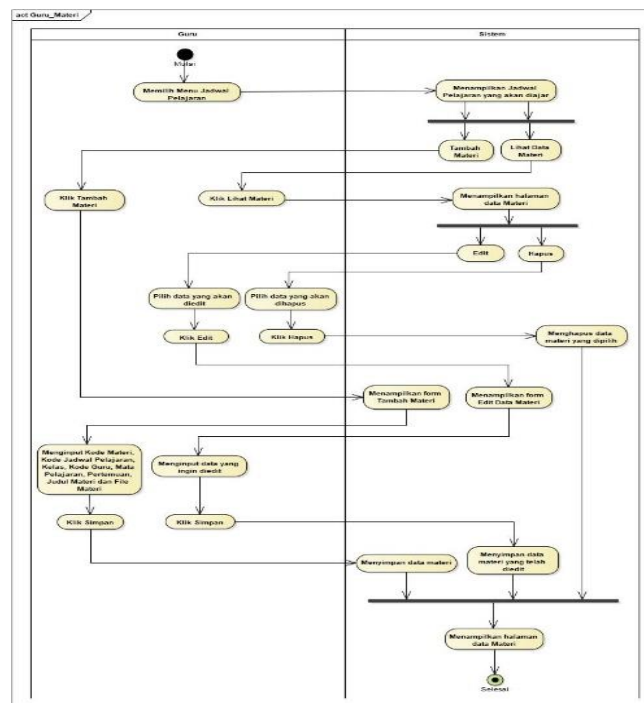 act Guru_Materi
Guru
Sistem
Mulai
Memilih Menu Jadwal
Pelajaran
Menampilkan Jadwal
Pelajaran yang akan diajar
Tambah
Materi
Lihat Data
Materi
Klik Tambah
Materi
Klik Lihat Materi
Menampilkan halaman
data Materi
Edit
Hapus
Pilih data yang akan
diedit
Pilih data yang akan
dihapus
Klik Edit
Klik Hapus
Menghapus data
materi yang dipilih
Menampilkan form
Tambah Materi
Menampilkan form
Edit Data Materi
Menginput Kode Materi,
Kode Jadwal Pelajaran,
Kelas, Kode Guru, Mata
Pelajaran, Pertemuan,
Judul Materi dan File
Materi
Menginput data yang
ingin diedit
Klik Simpan
Klik Simpan
Menyimpan data materi
Menyimpan data
materi yang telah
diedit
Menampilkan halaman
data Materi
Selesai